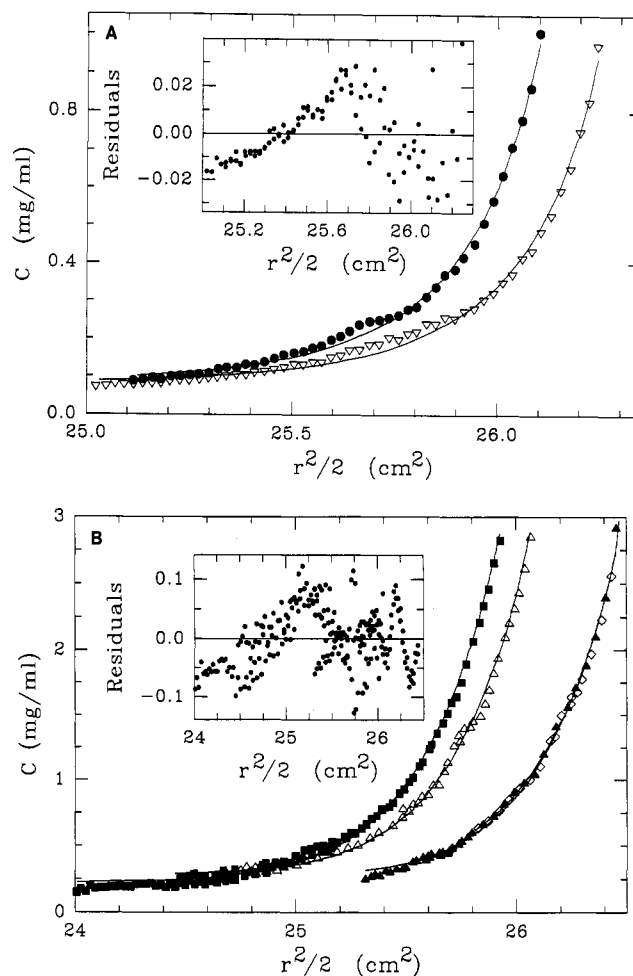 A
C (mg/ml)
0.8
0.4
0.0
25.0
25.5
26.0
r²/2 (cm²)
Residuals
0.02
0.00
-0.02
25.2
25.6
26.0
r²/2 (cm²)
B
C (mg/ml)
3
2
1
0
24
25
26
r²/2 (cm²)
Residuals
0.1
0.0
-0.1
24
25
26
r²/2 (cm²)